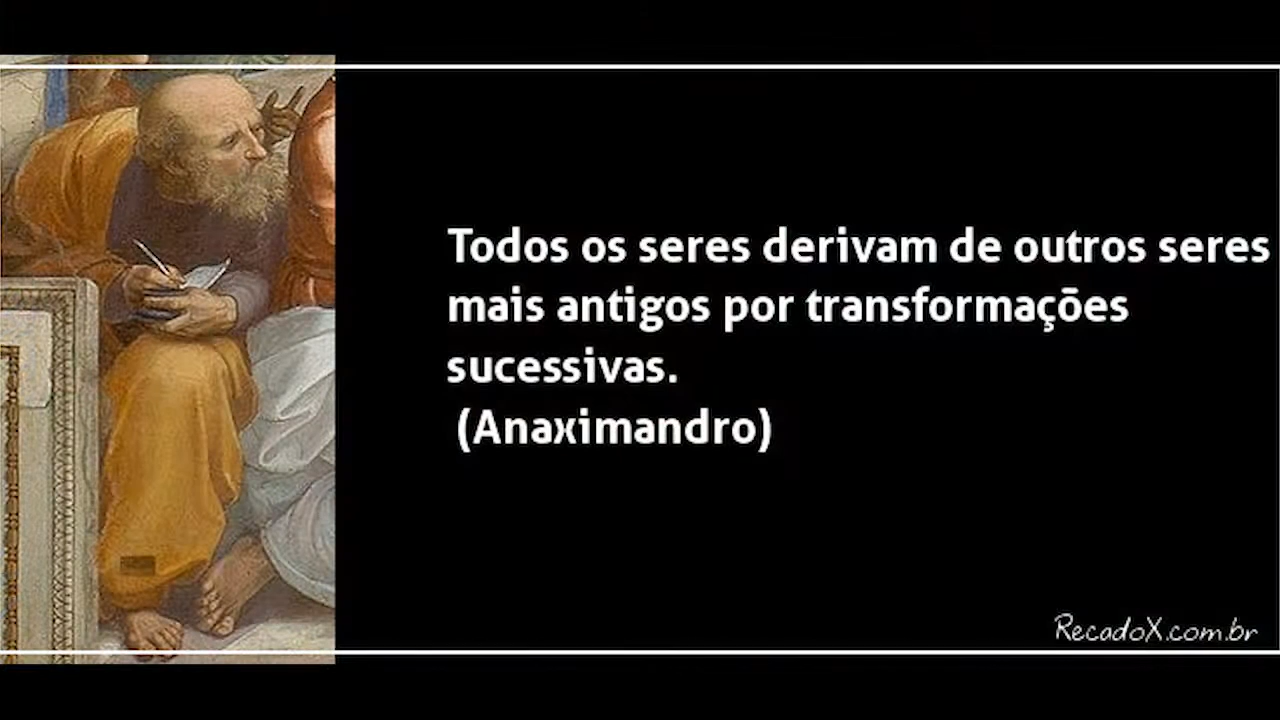 Todos os seres derivam de outros seres
mais antigos por transformações
sucessivas.
(Anaximandro)
RecadoX.com.br